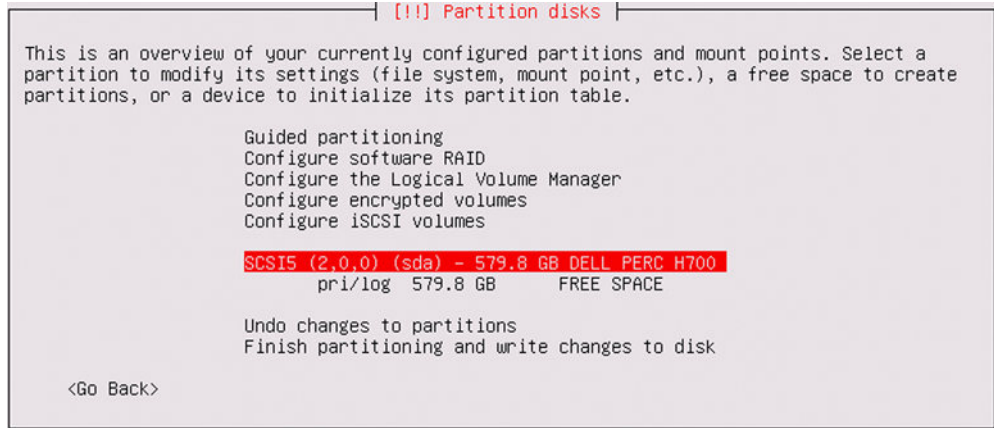 [!!] Partition disks
This is an overview of your currently configured partitions and mount points. Select a
partition to modify its settings (file system, mount point, etc.), a free space to create
partitions, or a device to initialize its partition table.
Guided partitioning
Configure software RAID
Configure the Logical Volume Manager
Configure encrypted volumes
Configure iSCSI volumes
SCSI5 (2,0,0) (sda) - 579.8 GB DELL PERC H700
pri/log 579.8 GB FREE SPACE
Undo changes to partitions
Finish partitioning and write changes to disk
<Go Back>